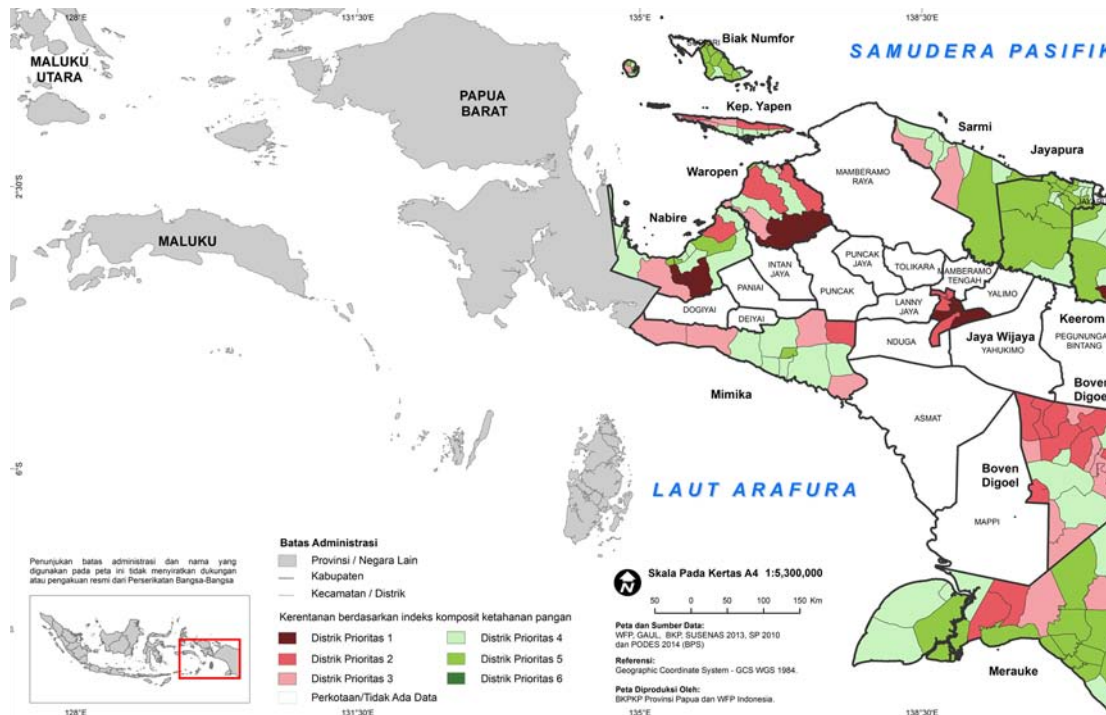 128°E
131°30'E
135°E
138°30'E
MALUKU
UTARA
PAPUA
BARAT
MALUKU
Biak Numfor
SAMUDERA PASIFIK
Kep. Yapen
Sarmi
Jayapura
MAMBERAMO
RAYA
Waropen
Nabire
INTAN
JAYA
PUNCAK
JAYA
TOLIKARA
MAMBERAMO
TENGAH
PANIAI
PUNCAK
LANNY
JAYA
YALIMO
DOGIYAI
DEIYAI
Keerom
Jaya Wijaya
PEGUNUNGA
BINTANG
NDUGA
YAHUKIMO
Mimika
Boven
Digoel
ASMAT
Boven
Digoel
MAPPI
LAUT ARAFURA
Merauke
2°30'S
6°S
Penunjukan batas administrasi dan nama yang
digunakan pada peta ini tidak menyiratkan dukungan
atau pengakuan resmi dari Perserikatan Bangsa-Bangsa
Batas Administrasi
Provinsi / Negara Lain
Kabupaten
Kecamatan / Distrik
Kerentanan berdasarkan indeks komposit ketahanan pangan
Distrik Prioritas 1
Distrik Prioritas 2
Distrik Prioritas 3
Perkotaan/Tidak Ada Data
Distrik Prioritas 4
Distrik Prioritas 5
Distrik Prioritas 6
N
Skala Pada Kertas A4 1:5,300,000
50 0 50 100 150 Km
Peta dan Sumber Data:
WFP, GAUL, BKP, SUSENAS 2013, SP 2010
dan PODES 2014 (BPS)
Referensi:
Geographic Coordinate System - GCS WGS 1984.
Peta Diproduksi Oleh:
BKPKP Provinsi Papua dan WFP Indonesia.
128°E
131°30'E
135°E
138°30'E